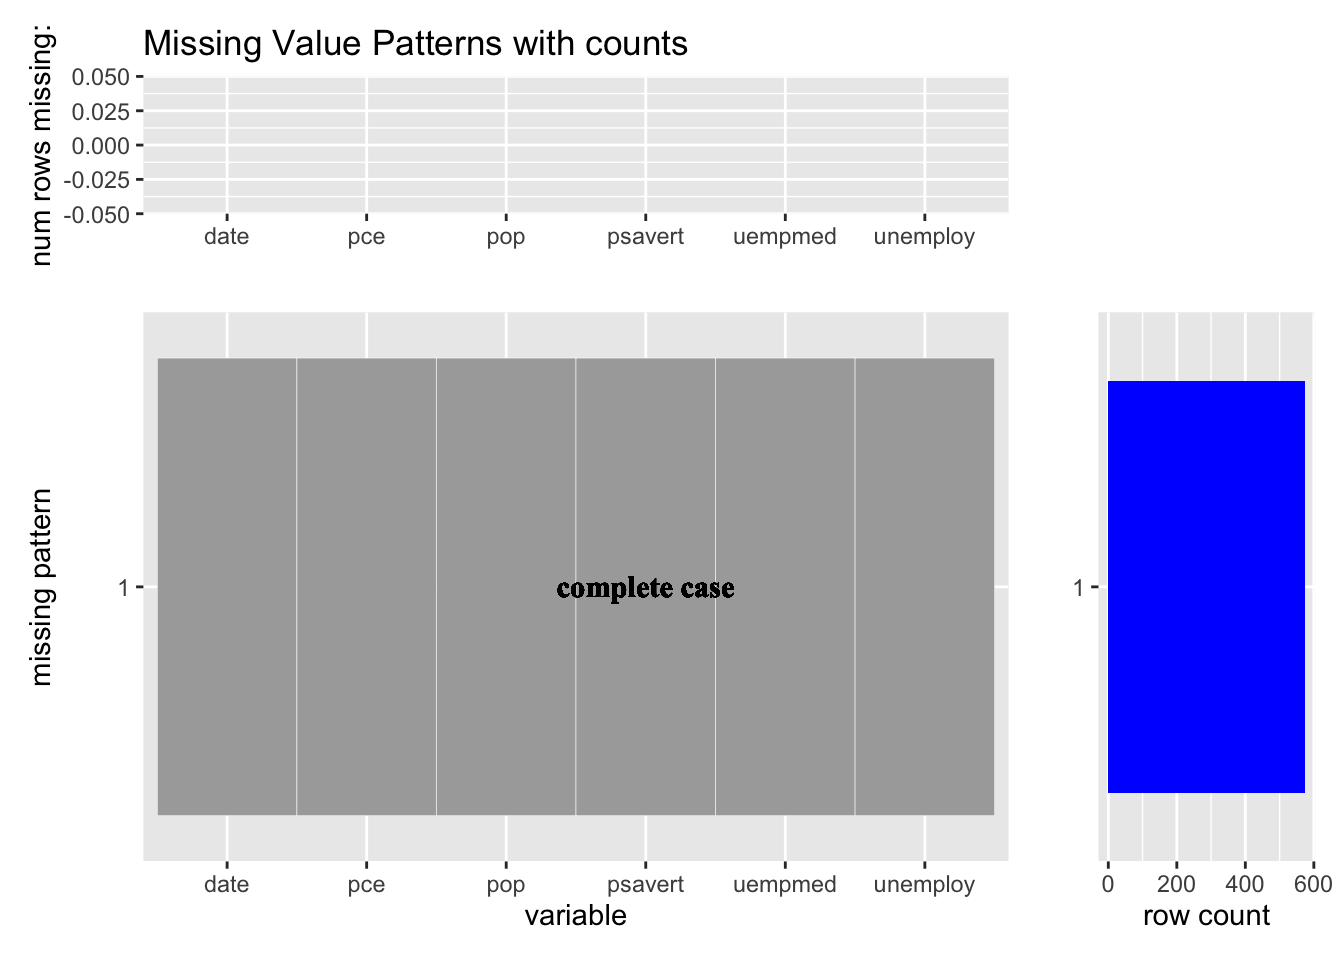 Missing Value Patterns with counts
num rows missing:
0.050
0.025
0.000
-0.025
-0.050
date pce pop psavert uempmed unemploy
missing pattern
1
complete case
date pce pop psavert uempmed unemploy
variable
1
0 200 400 600
row count